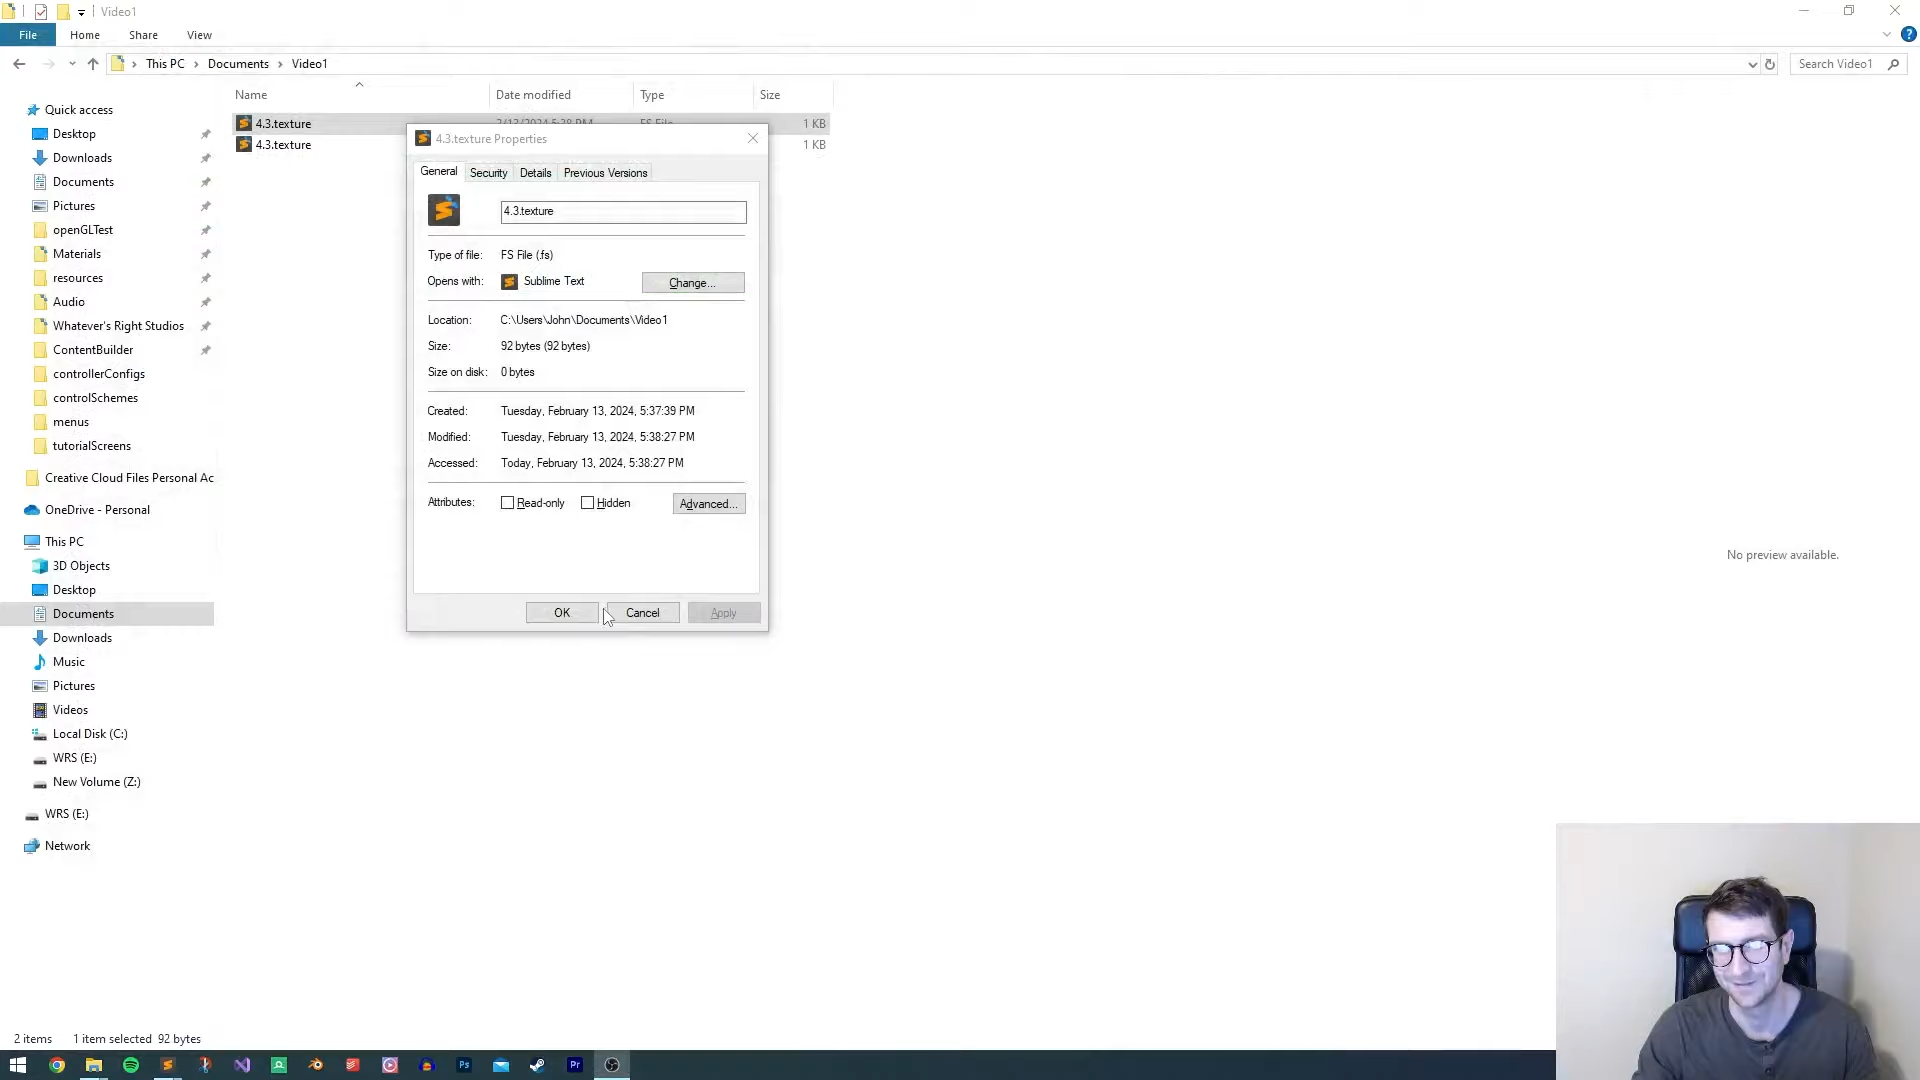 Video1
File Home Share View
This PC Documents Video1
Search Video1
Name Date modified Type Size
4.3.texture 2/13/2024 5:38 PM FS File 1 KB
4.3.texture 1 KB
Quick access
Desktop
Downloads
Documents
Pictures
openGLTest
Materials
resources
Audio
Whatever's Right Studios
ContentBuilder
controllerConfigs
controlSchemes
menus
tutorialScreens
Creative Cloud Files Personal Ac
OneDrive - Personal
This PC
3D Objects
Desktop
Documents
Downloads
Music
Pictures
Videos
Local Disk (C:)
WRS (E:)
New Volume (Z:)
WRS (E:)
Network
4.3.texture Properties
General Security Details Previous Versions
4.3.texture
Type of file: FS File (.fs)
Opens with: Sublime Text Change...
Location: C:\Users\John\Documents\Video1
Size: 92 bytes (92 bytes)
Size on disk: 0 bytes
Created: Tuesday, February 13, 2024, 5:37:39 PM
Modified: Tuesday, February 13, 2024, 5:38:27 PM
Accessed: Today, February 13, 2024, 5:38:27 PM
Attributes: Read-only Hidden Advanced...
OK Cancel Apply
No preview available.
2 items 1 item selected 92 bytes
Ps Pr